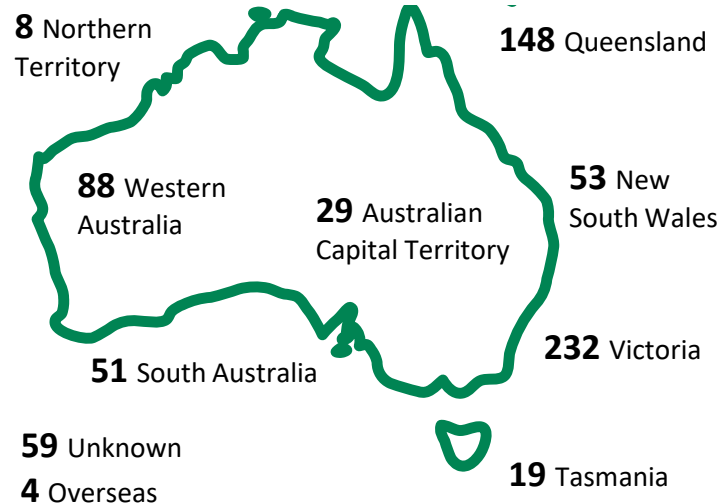 8 Northern
Territory
148 Queensland
88 Western
Australia
29 Australian
Capital Territory
53 New
South Wales
232 Victoria
51 South Australia
59 Unknown
4 Overseas
19 Tasmania